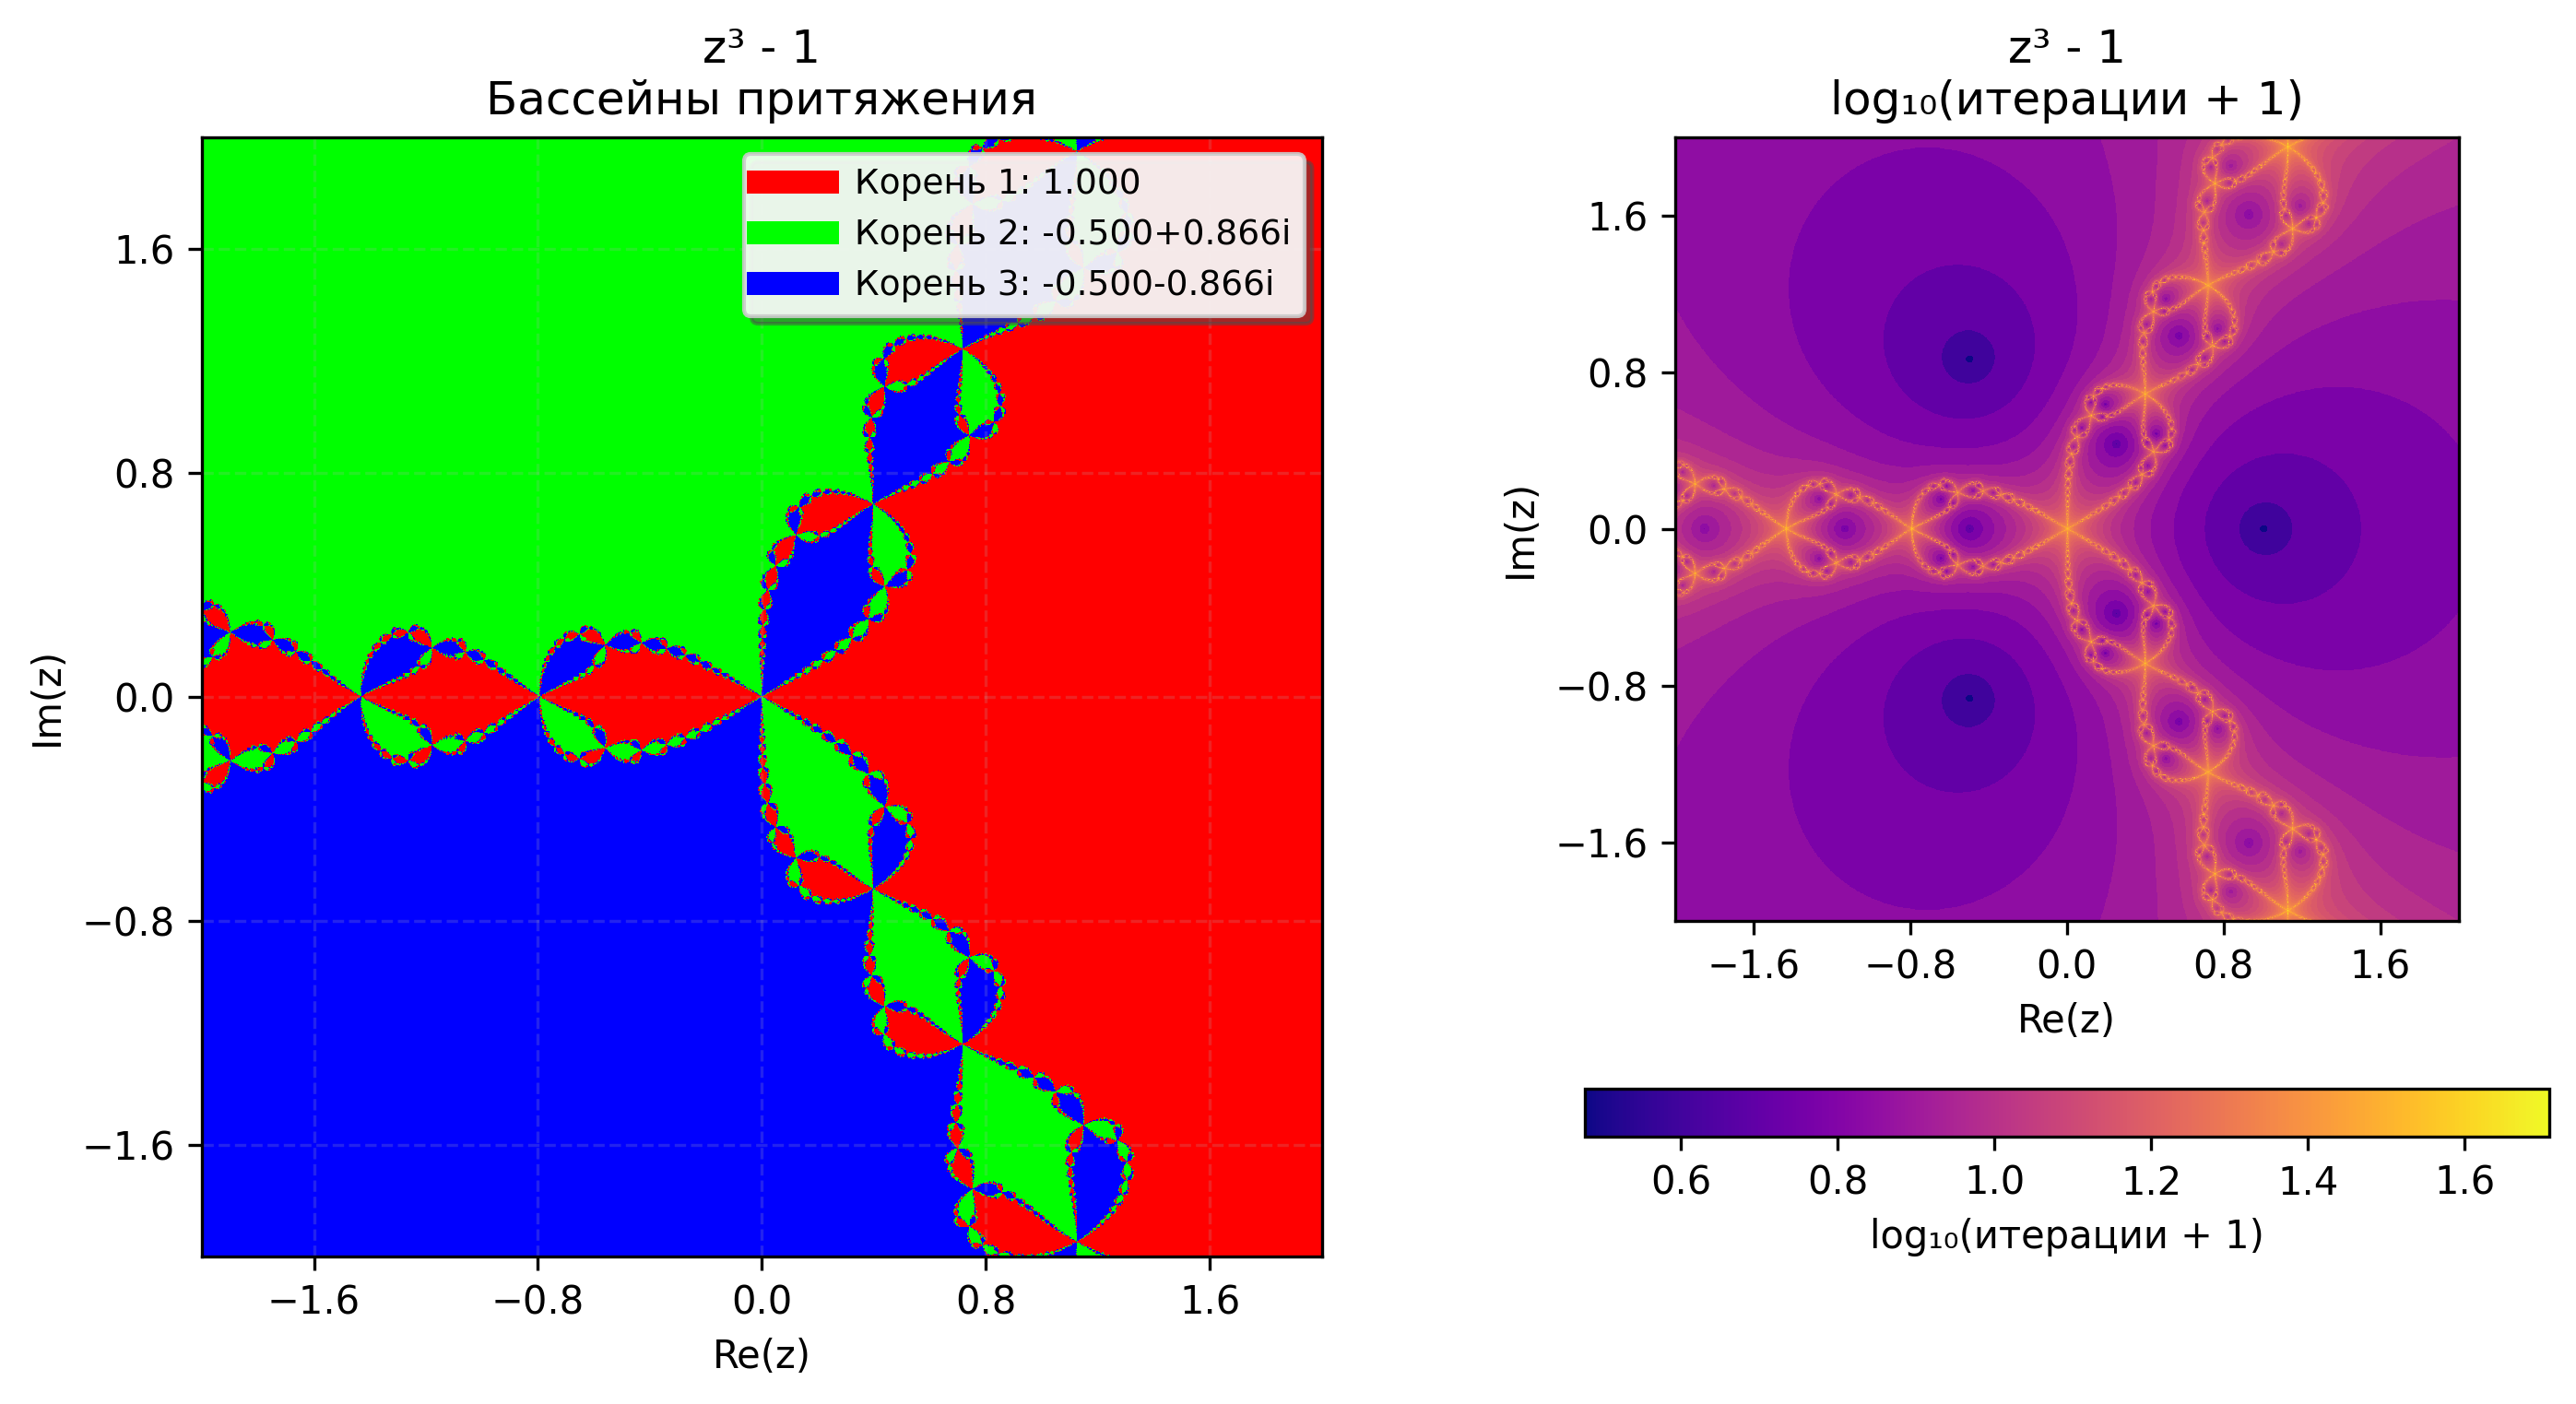 z³ - 1
Бассейны притяжения
Корень 1: 1.000
Корень 2: -0.500+0.866i
Корень 3: -0.500-0.866i
1.6
0.8
0.0
−0.8
−1.6
Im(z)
−1.6 −0.8 0.0 0.8 1.6
Re(z)
z³ - 1
log₁₀(итерации + 1)
1.6
0.8
0.0
−0.8
−1.6
Im(z)
−1.6 −0.8 0.0 0.8 1.6
Re(z)
0.6 0.8 1.0 1.2 1.4 1.6
log₁₀(итерации + 1)